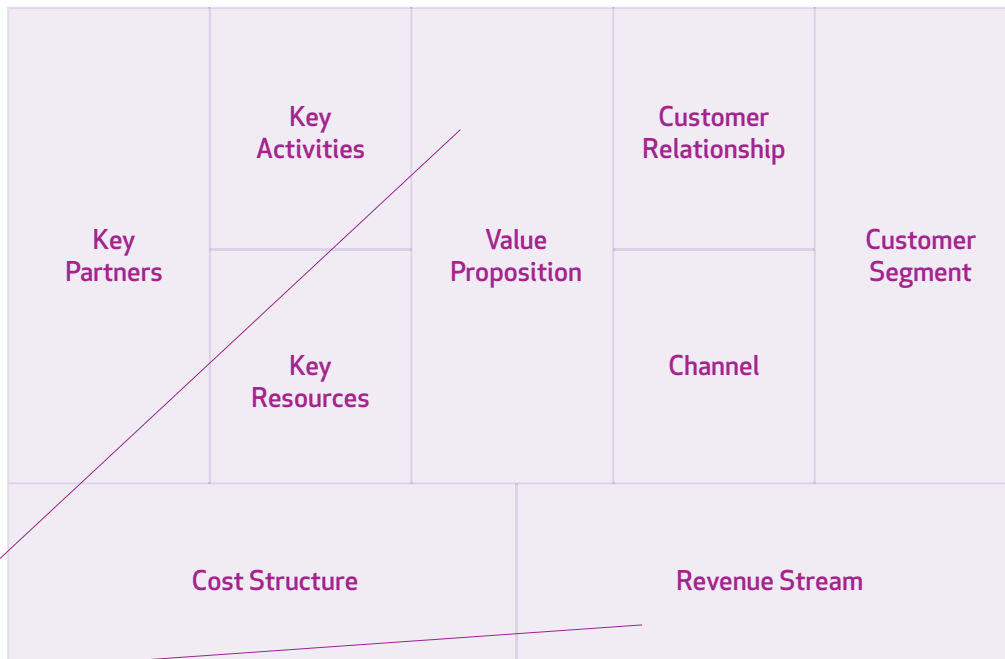 Key
Partners
Key
Activities
Key
Resources
Value
Proposition
Customer
Relationship
Channel
Customer
Segment
Cost Structure
Revenue Stream